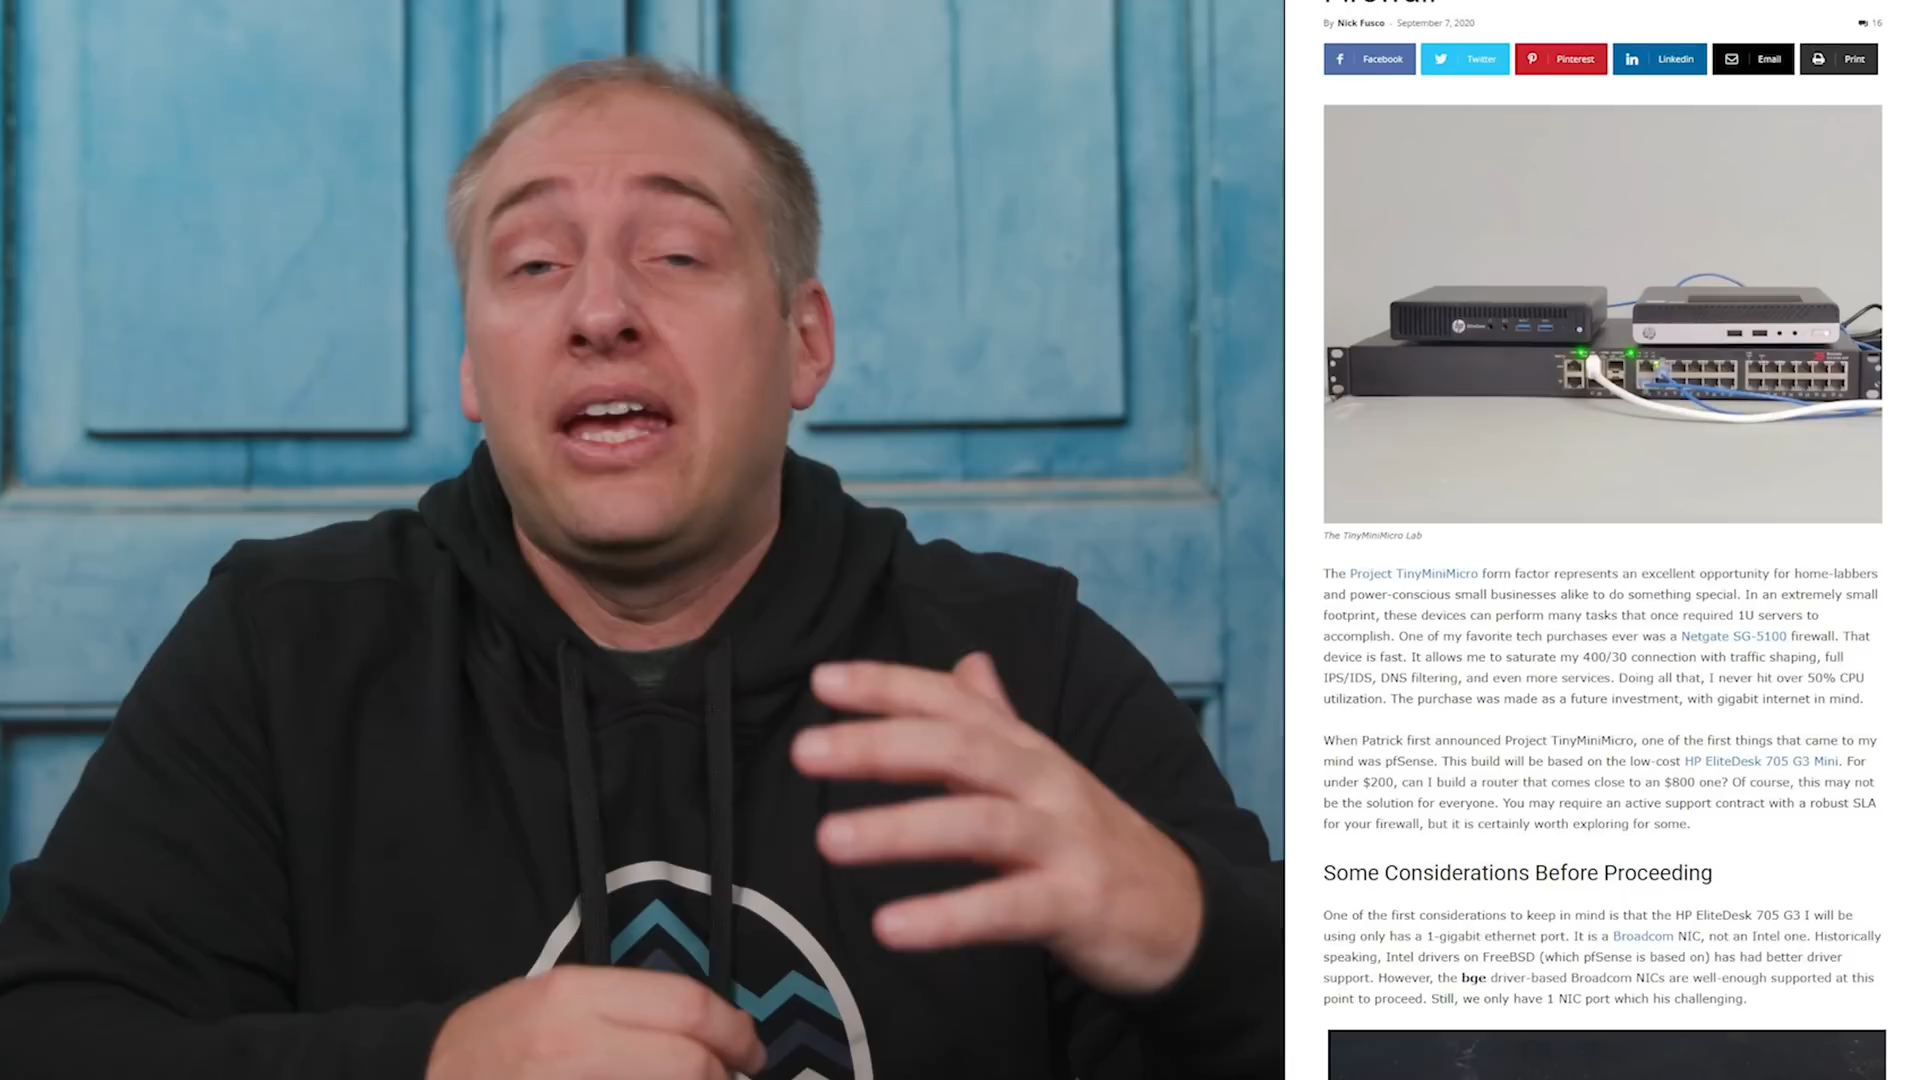 Firewall
By Nick Fusco - September 7, 2020
16
Facebook
Twitter
Pinterest
Linkedin
Email
Print
The TinyMiniMicro Lab
The Project TinyMiniMicro form factor represents an excellent opportunity for home-labbers
and power-conscious small businesses alike to do something special. In an extremely small
footprint, these devices can perform many tasks that once required 1U servers to
accomplish. One of my favorite tech purchases ever was a Netgate SG-5100 firewall. That
device is fast. It allows me to saturate my 400/30 connection with traffic shaping, full
IPS/IDS, DNS filtering, and even more services. Doing all that, I never hit over 50% CPU
utilization. The purchase was made as a future investment, with gigabit internet in mind.
When Patrick first announced Project TinyMiniMicro, one of the first things that came to my
mind was pfSense. This build will be based on the low-cost HP EliteDesk 705 G3 Mini. For
under $200, can I build a router that comes close to an $800 one? Of course, this may not
be the solution for everyone. You may require an active support contract with a robust SLA
for your firewall, but it is certainly worth exploring for some.
Some Considerations Before Proceeding
One of the first considerations to keep in mind is that the HP EliteDesk 705 G3 I will be
using only has a 1-gigabit ethernet port. It is a Broadcom NIC, not an Intel one. Historically
speaking, Intel drivers on FreeBSD (which pfSense is based on) has had better driver
support. However, the bge driver-based Broadcom NICs are well-enough supported at this
point to proceed. Still, we only have 1 NIC port which his challenging.